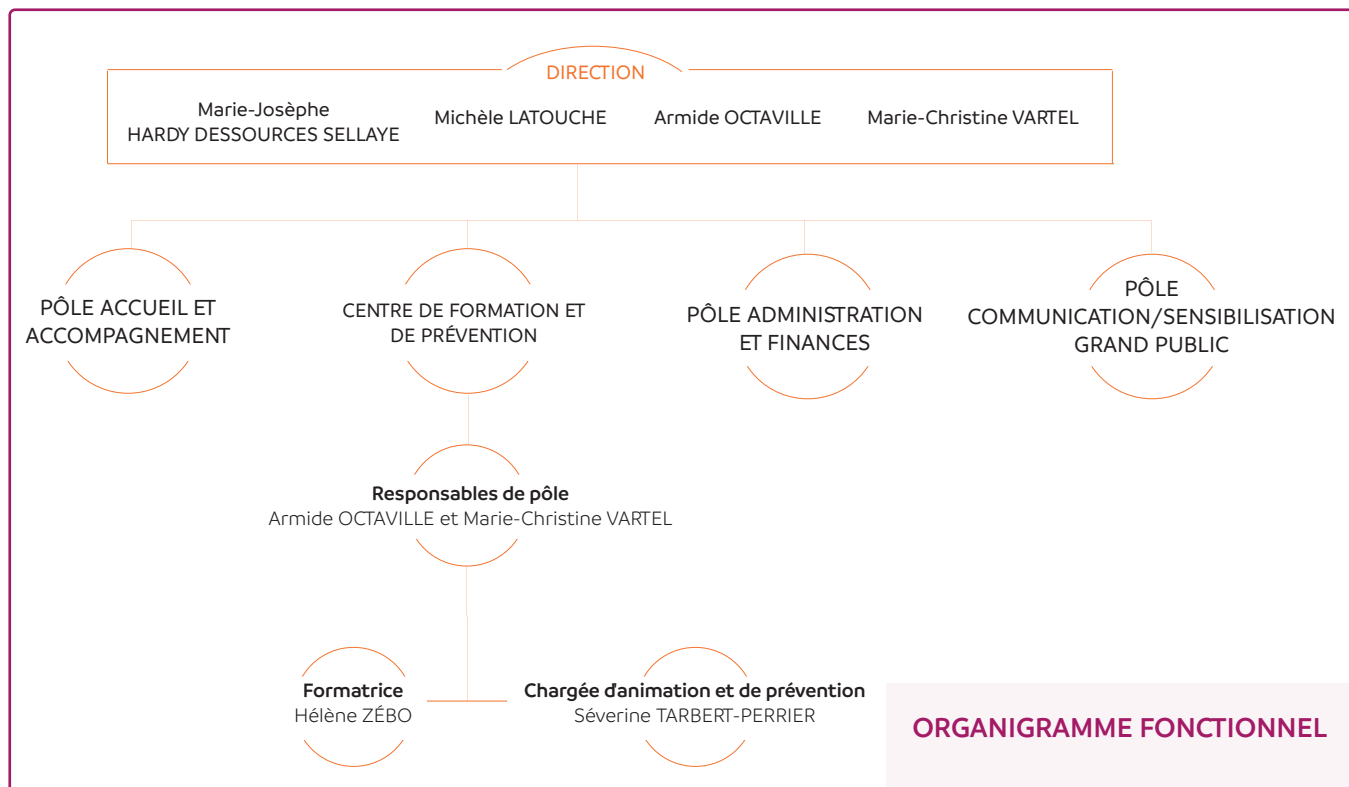 DIRECTION
Marie-Josèphe
HARDY DESSOURCES SELLAYE
Michèle LATOUCHE
Armide OCTAVILLE
Marie-Christine VARTEL
PÔLE ACCUEIL ET
ACCOMPAGNEMENT
CENTRE DE FORMATION ET
DE PRÉVENTION
PÔLE ADMINISTRATION
ET FINANCES
PÔLE
COMMUNICATION/SENSIBILISATION
GRAND PUBLIC
Responsables de pôle
Armide OCTAVILLE et Marie-Christine VARTEL
Formatrice
Hélène ZÉBO
Chargée d'animation et de prévention
Séverine TARBERT-PERRIER
ORGANIGRAMME FONCTIONNEL